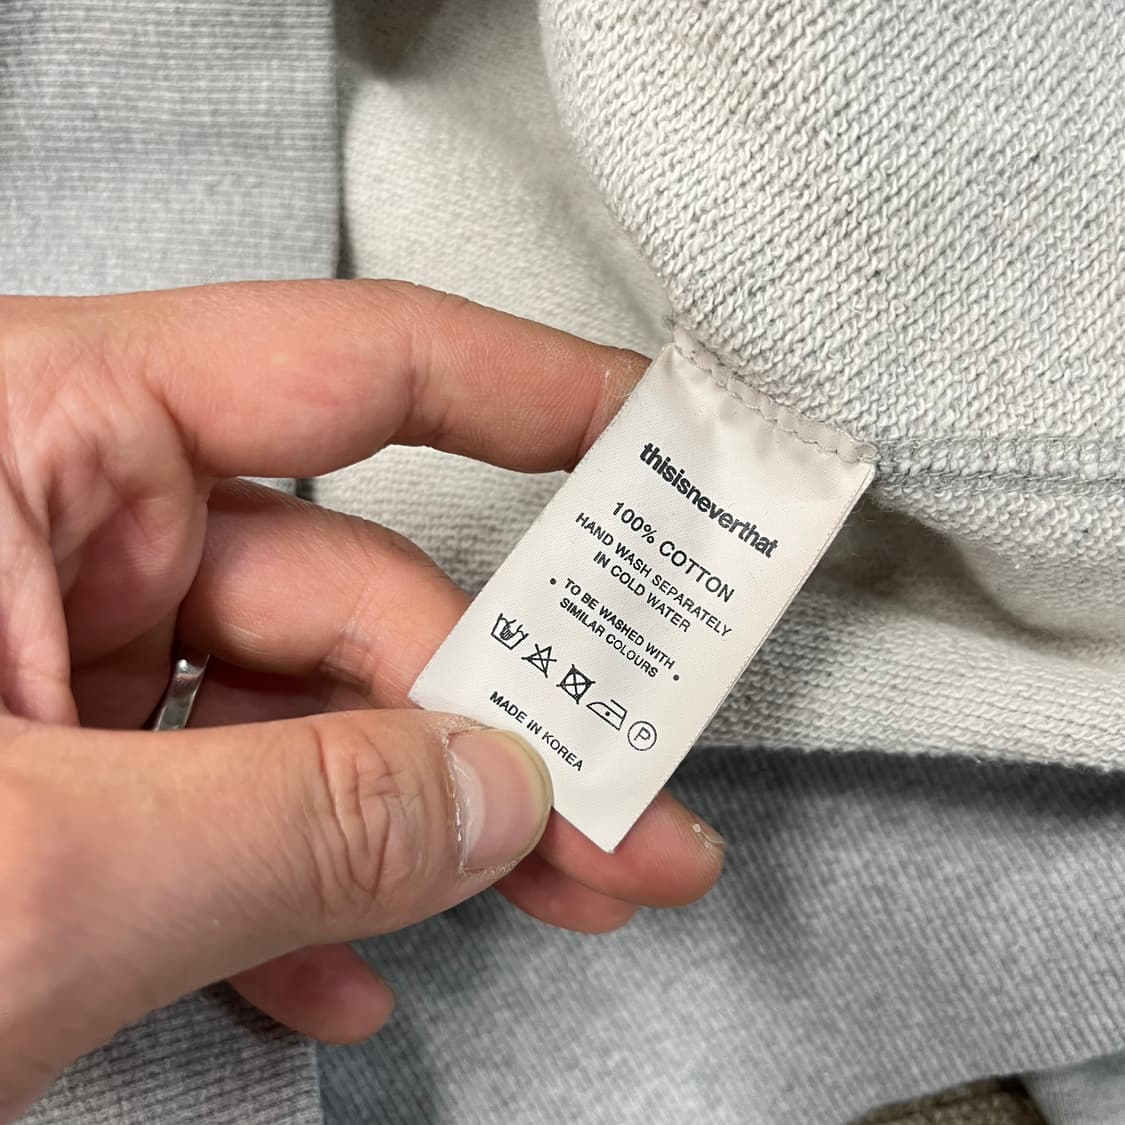 thisisneverthat
100% COTTON
HAND WASH SEPARATELY
IN COLD WATER
• TO BE WASHED WITH
SIMILAR COLOURS •
P
MADE IN KOREA